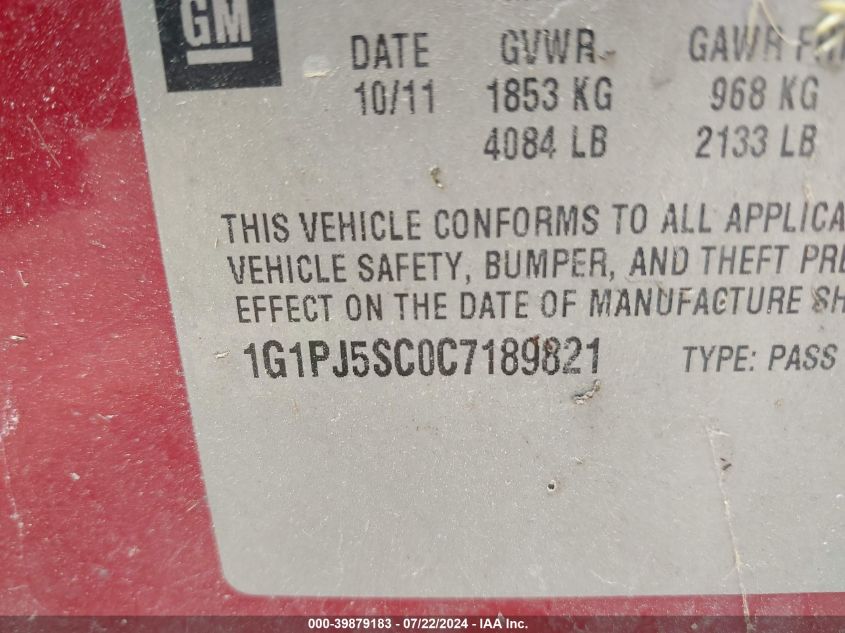 GM
DATE GVWR GAWR
10/11 1853 KG 968 KG
4084 LB 2133 LB
THIS VEHICLE CONFORMS TO ALL
VEHICLE SAFETY, BUMPER, AND THEFT
EFFECT ON THE DATE OF MANUFACTURE
1G1PJ5SC0C7189821 TYPE: PASS
000-39879183 - 07/22/2024 - IAA Inc.